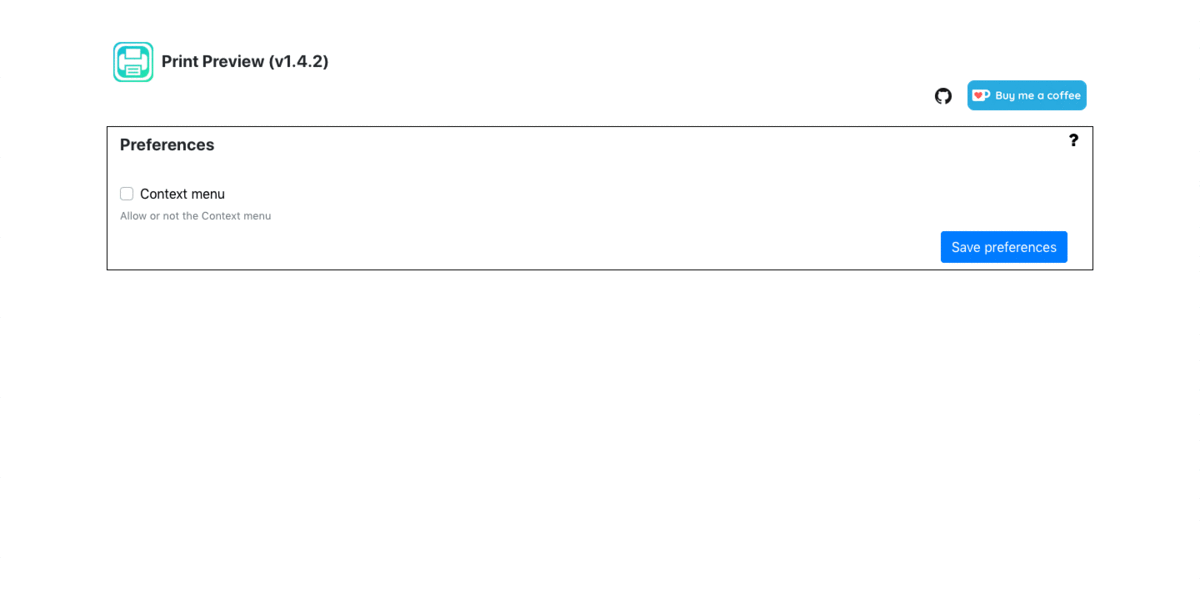 Print Preview (v1.4.2)
Buy me a coffee
Preferences
?
Context menu
Allow or not the Context menu
Save preferences